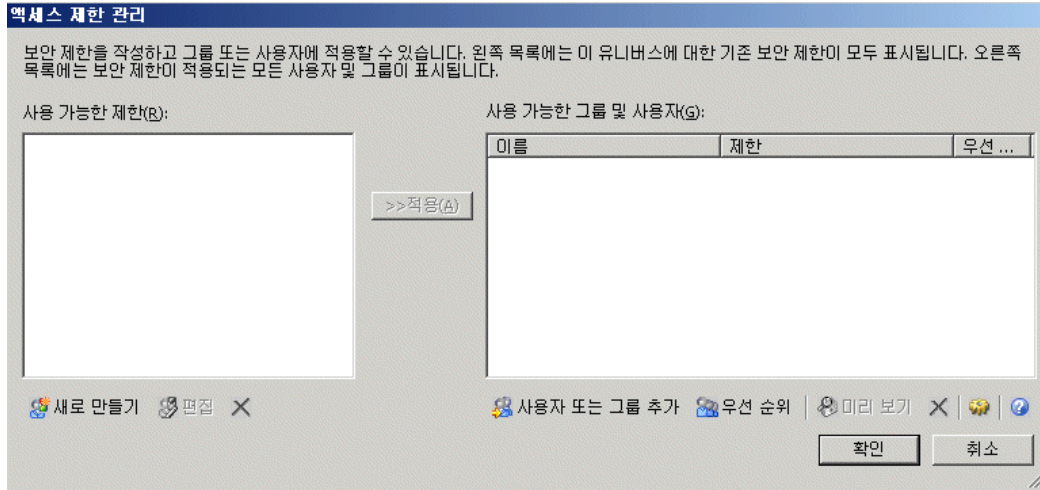 액세스 제한 관리
보안 제한을 작성하고 그룹 또는 사용자에 적용할 수 있습니다. 왼쪽 목록에는 이 유니버스에 대한 기존 보안 제한이 모두 표시됩니다. 오른쪽
목록에는 보안 제한이 적용되는 모든 사용자 및 그룹이 표시됩니다.
사용 가능한 제한(R):
사용 가능한 그룹 및 사용자(G):
이름 제한 우선 ...
>>적용(A)
새로 만들기 편집
사용자 또는 그룹 추가 우선 순위 미리 보기
확인 취소